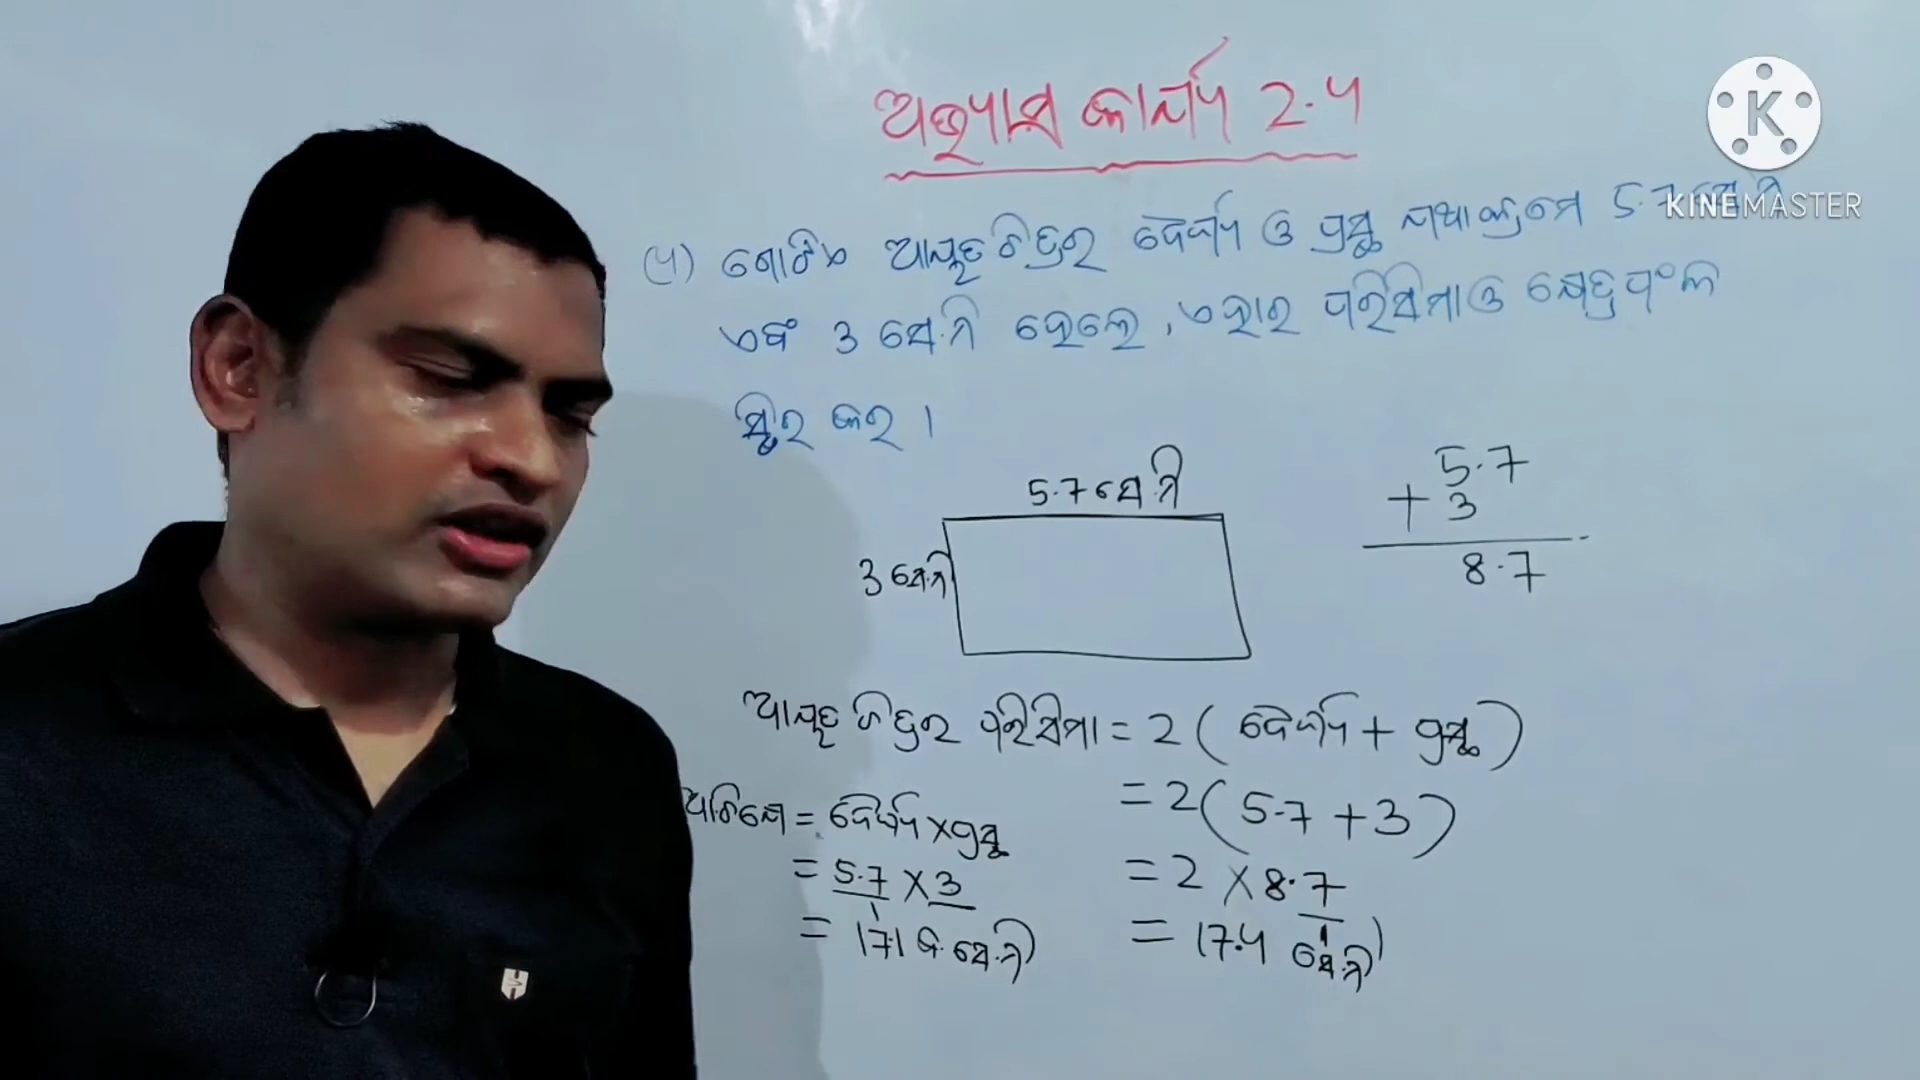 ଅଭ୍ୟାସ କାର୍ଯ୍ୟ 2.4
K
KINEMASTER
(4) ଗୋଟିଏ ଆୟତ ଚିତ୍ରର ଦୈର୍ଘ୍ୟ ଓ ପ୍ରସ୍ଥ ଯଥାକ୍ରମେ 5.7
ଏବଂ 3 ସେ.ମି ହେଲେ, ଏହାର ପରିସୀମା ଓ କ୍ଷେତ୍ରଫଳ
ସ୍ଥିର କର ।
5.7 ସେ.ମି
3 ସେ.ମି
5.7
+ 3
8.7
ଆୟତ ଚିତ୍ରର ପରିସିମା = 2 ( ଦୈର୍ଘ୍ୟ + ପ୍ରସ୍ଥ )
= 2 ( 5.7 + 3 )
= 2 × 8.7
= 17.4 ସେ.ମି
= ଦୈର୍ଘ୍ୟ × ପ୍ରସ୍ଥ
= 5.7 × 3
= 17.1 ବ. ସେ.ମି